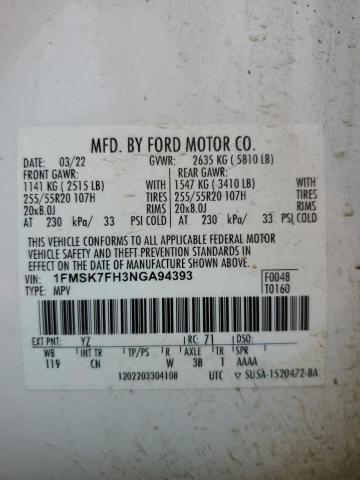 MFD. BY FORD MOTOR CO.
DATE: 03/22 GVWR: 2635 KG ( 5810 LB)
FRONT GAWR: REAR GAWR:
1141 KG ( 2515 LB) WITH 1547 KG ( 3410 LB) WITH
255/55R20 107H TIRES 255/55R20 107H TIRES
20x8.0J RIMS 20x8.0J RIMS
AT 230 kPa/ 33 PSI COLD AT 230 kPa/ 33 PSI COLD
THIS VEHICLE CONFORMS TO ALL APPLICABLE FEDERAL MOTOR
VEHICLE SAFETY AND THEFT PREVENTION STANDARDS IN
EFFECT ON THE DATE OF MANUFACTURE SHOWN ABOVE.
VIN: 1FMSK7FH3NGA94393 F0048
TYPE: MPV T0160
EXT PNT: YZ RC: 71 DSO:
WB INT TR TP/PS R AXLE TR SPR
119 CN W 3B A AAAA
1202203304108 UTC ▽ 5U5A-1520472-BA